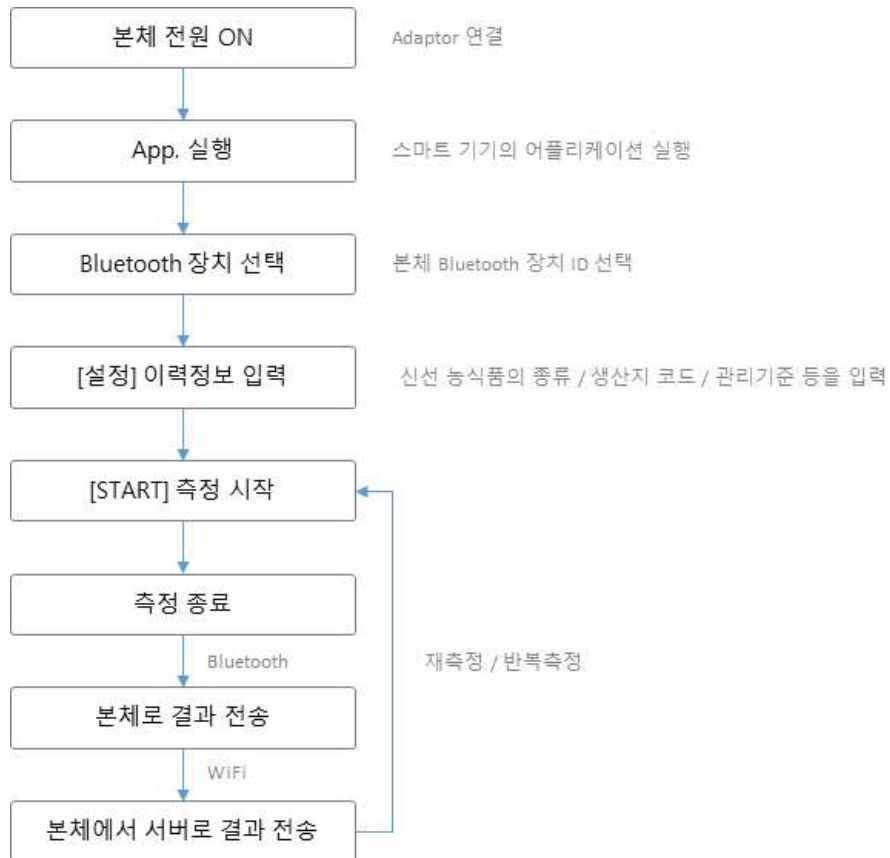 본체 전원 ON
Adaptor 연결
App. 실행
스마트 기기의 어플리케이션 실행
Bluetooth 장치 선택
본체 Bluetooth 장치 ID 선택
[설정] 이력정보 입력
신선 농식품의 종류 / 생산지 코드 / 관리기준 등을 입력
[START] 측정 시작
측정 종료
Bluetooth
재측정 / 반복측정
본체로 결과 전송
WiFi
본체에서 서버로 결과 전송